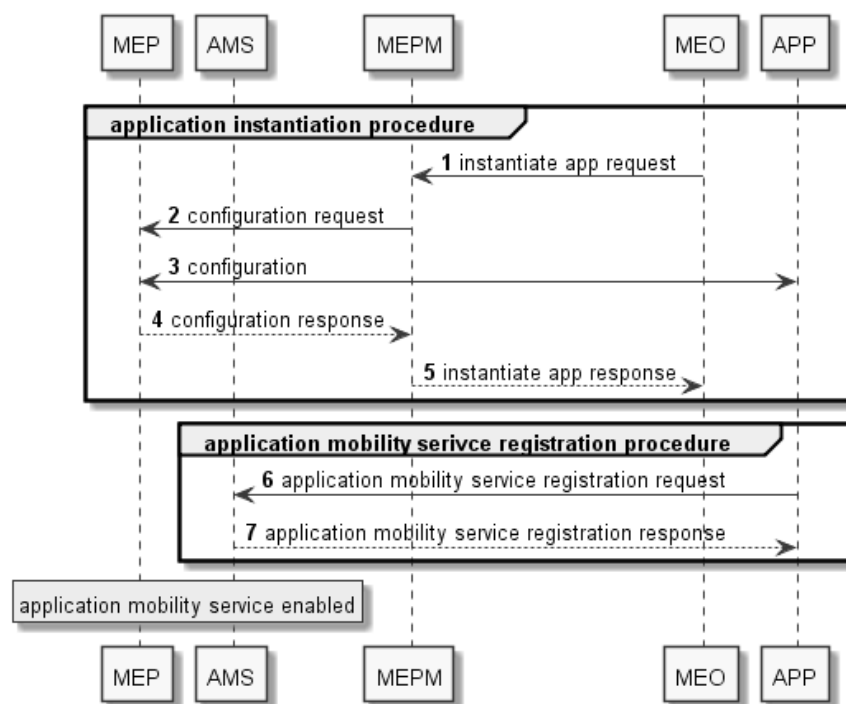 MEP AMS MEPM MEO APP
application instantiation procedure
1 instantiate app request
2 configuration request
3 configuration
4 configuration response
5 instantiate app response
application mobility serivce registration procedure
6 application mobility service registration request
7 application mobility service registration response
application mobility service enabled
MEP AMS MEPM MEO APP